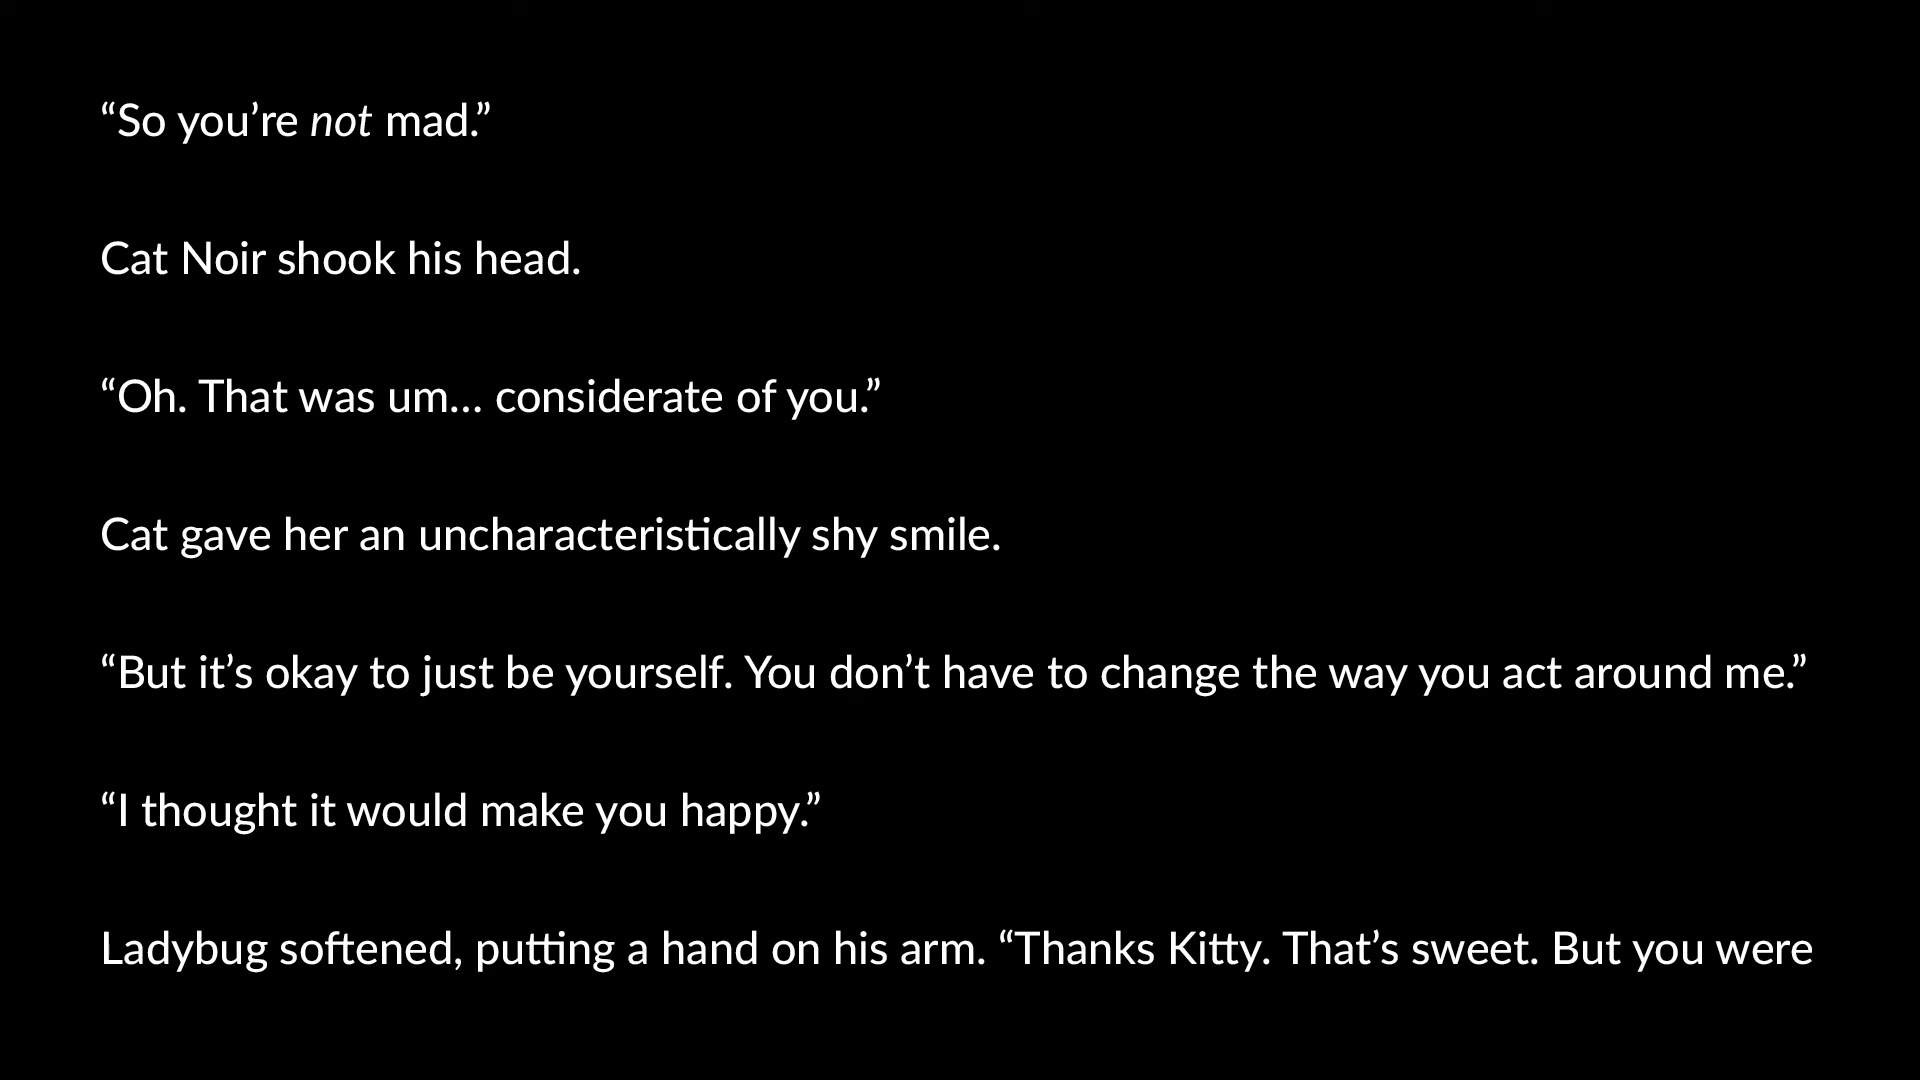 “So you’re not mad.”
Cat Noir shook his head.
“Oh. That was um… considerate of you.”
Cat gave her an uncharacteristically shy smile.
“But it’s okay to just be yourself. You don’t have to change the way you act around me.”
“I thought it would make you happy.”
Ladybug softened, putting a hand on his arm. “Thanks Kitty. That’s sweet. But you were